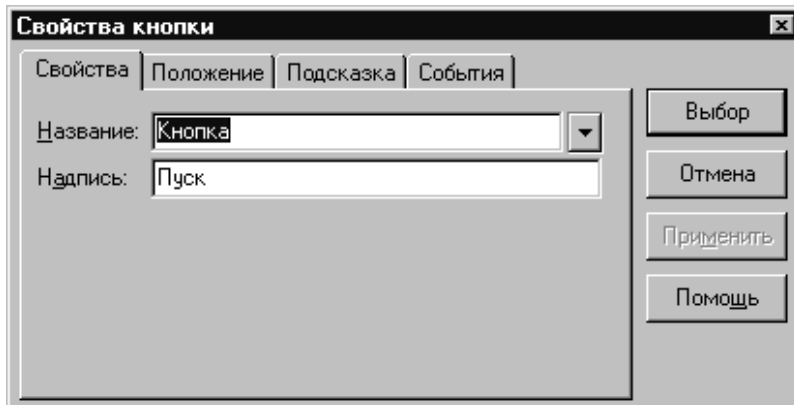 Свойства кнопки
Свойства Положение Подсказка События
Название: Кнопка
Надпись: Пуск
Выбор
Отмена
Применить
Помощь